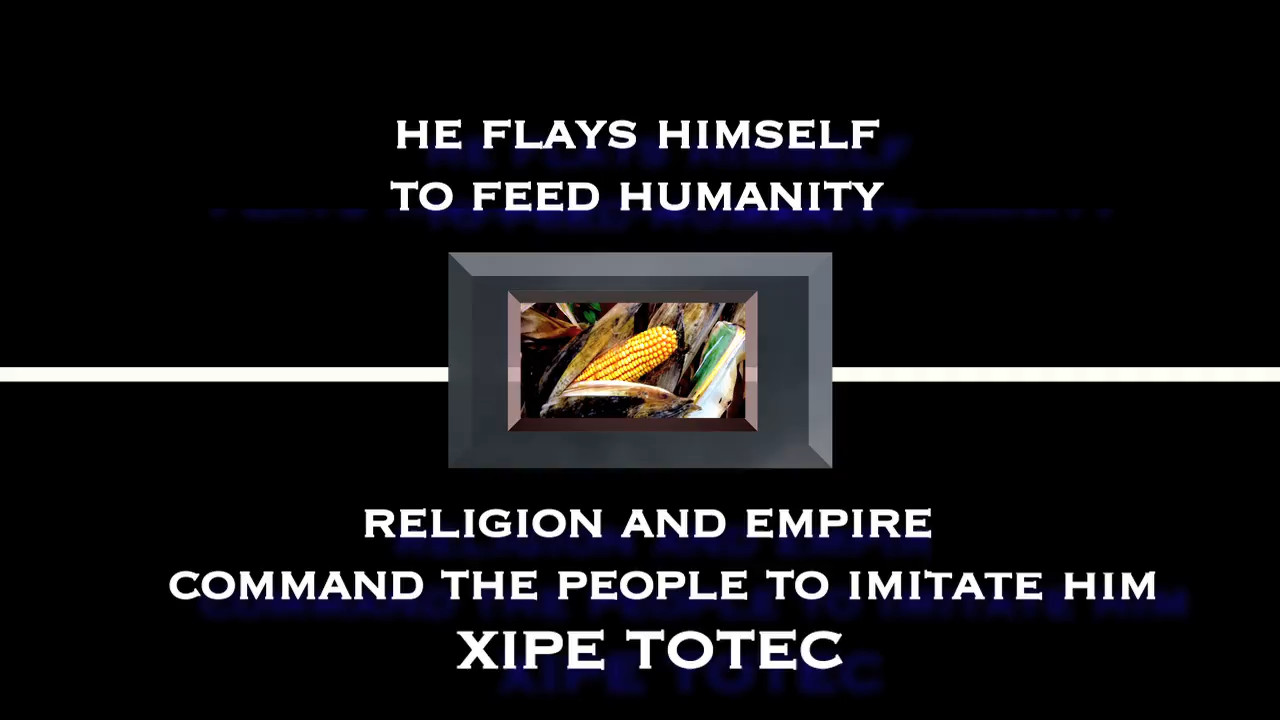 HE FLAYS HIMSELF
TO FEED HUMANITY
RELIGION AND EMPIRE
COMMAND THE PEOPLE TO IMITATE HIM
XIPE TOTEC